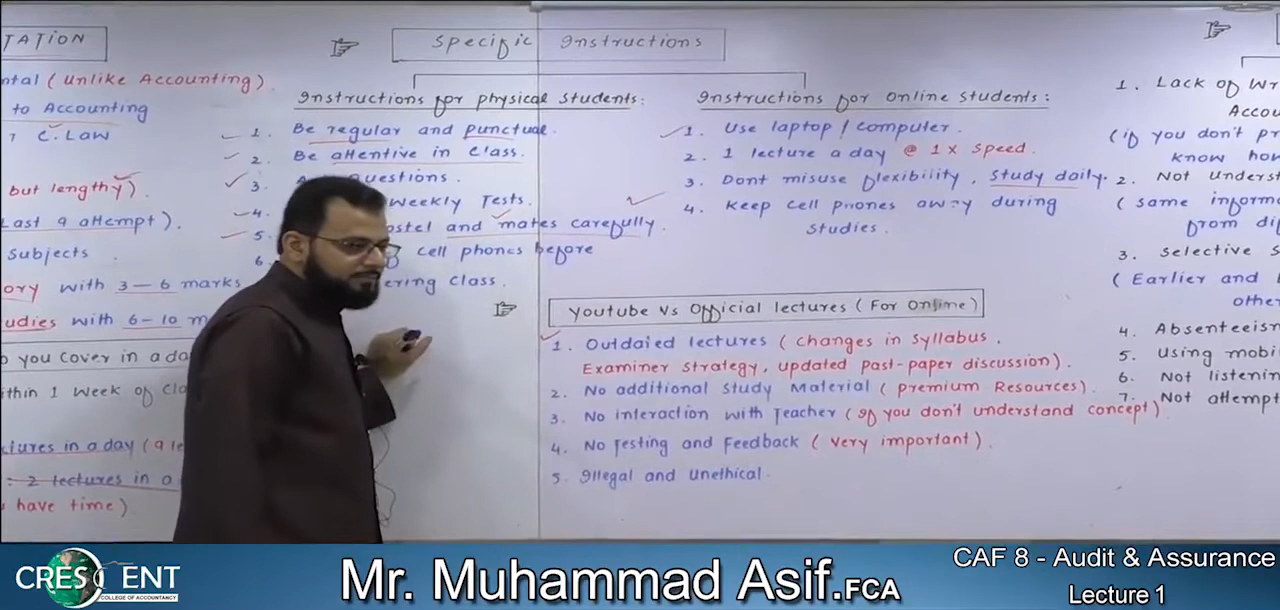 TATION
ntal (unlike Accounting).
to Accounting
C. Law
but lengthy).
Last 9 attempt).
subjects
ory with 3-6 marks
udies with 6-10 m
you cover in a da
ithin 1 week of cla
ctures in a day (9 le
2 lectures in a
have time)
Specific Instructions
Instructions for physical students:
1. Be regular and punctual.
2. Be attentive in class.
3. A questions.
4. weekly Tests.
5. ostel and mates carefully.
6. cell phones before
ering class.
Instructions for online students:
1. Use laptop / computer.
2. 1 lecture a day @ 1x speed.
3. Dont misuse flexibility, study daily.
4. Keep cell phones away during
studies.
Youtube vs Official lectures (For Online)
1. Outdated lectures (changes in syllabus,
Examiner strategy, updated past-paper discussion).
2. No additional study Material (premium Resources).
3. No interaction with Teacher (If you don't understand concept)
4. No Testing and Feedback (very important).
5. Illegal and unethical.
1. Lack of Wr
Acco
(if you don't pr
know how
2. Not underst
(same inform
from dif
3. Selective s
(Earlier and
othe
4. Absenteeism
5. Using mobi
6. Not listenin
7. Not attempt
CRESCENT
COLLEGE OF ACCOUNTANCY
Mr. Muhammad Asif.FCA
CAF 8 - Audit & Assurance
Lecture 1